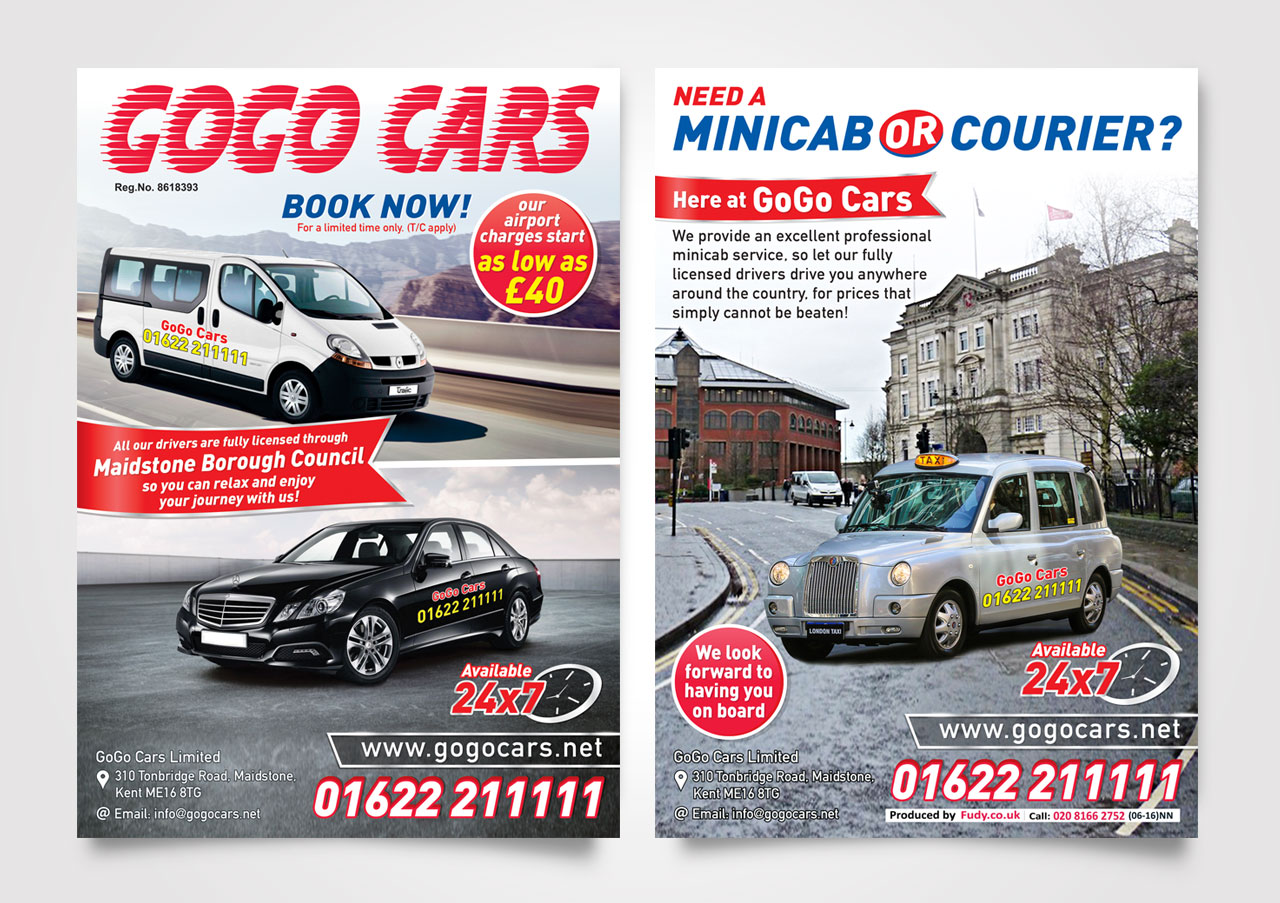 GOGO CARS
Reg.No. 8618393
BOOK NOW!
For a limited time only. (T/C apply)
our
airport
charges start
as low as
£40
GoGo Cars
01622 211111
Trafic
All our drivers are fully licensed through
Maidstone Borough Council
so you can relax and enjoy
your journey with us!
GoGo Cars
01622 211111
Available
24x7
www.gogocars.net
GoGo Cars Limited
310 Tonbridge Road, Maidstone,
Kent ME16 8TG
@ Email: info@gogocars.net
01622 211111
NEED A
MINICAB OR COURIER?
Here at GoGo Cars
We provide an excellent professional
minicab service, so let our fully
licensed drivers drive you anywhere
around the country, for prices that
simply cannot be beaten!
TAXI
GoGo Cars
01622 211111
LONDON TAXI
We look
forward to
having you
on board
Available
24x7
www.gogocars.net
GoGo Cars Limited
310 Tonbridge Road, Maidstone,
Kent ME16 8TG
@ Email: info@gogocars.net
01622 211111
Produced by Fudy.co.uk | Call: 020 8166 2752 (06-16)NN